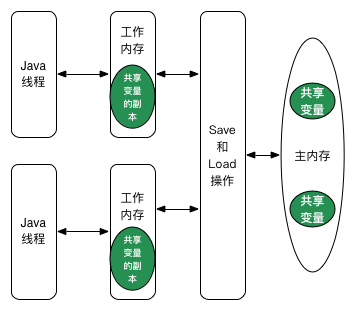 Java
线程
工作
内存
共享
变量
的副
本
Java
线程
工作
内存
共享
变量
的副
本
Save
和
Load
操作
共享
变量
主内存
共享
变量